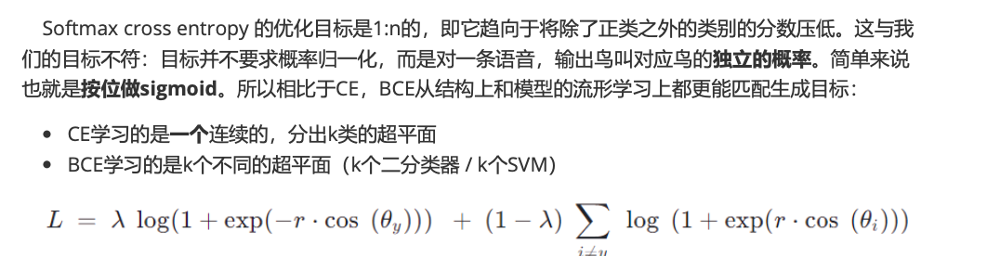 Softmax cross entropy 的优化目标是1:n的，即它趋向于将除了正类之外的类别的分数压低。这与我
们的目标不符：目标并不要求概率归一化，而是对一条语音，输出鸟叫对应鸟的独立的概率。简单来说
也就是按位做sigmoid。所以相比于CE，BCE从结构上和模型的流形学习上都更能匹配生成目标：
• CE学习的是一个连续的，分出k类的超平面
• BCE学习的是k个不同的超平面（k个二分类器 / k个SVM）
L = λ log(1 + exp(−r · cos (θ_y))) + (1 − λ) ∑_{i≠y} log (1 + exp(r · cos (θ_i)))